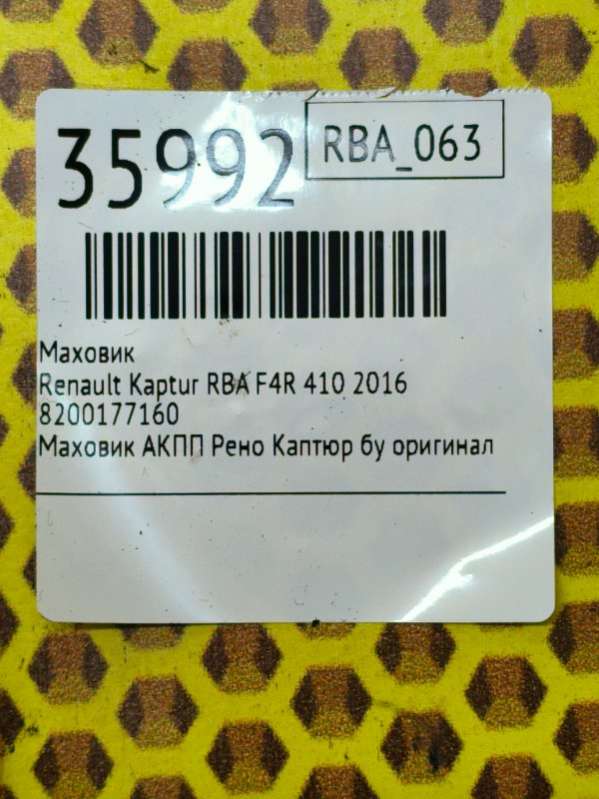 35992
RBA_063
Маховик
Renault Kaptur RBA F4R 410 2016
8200177160
Маховик АКПП Рено Каптюр бу оригинал